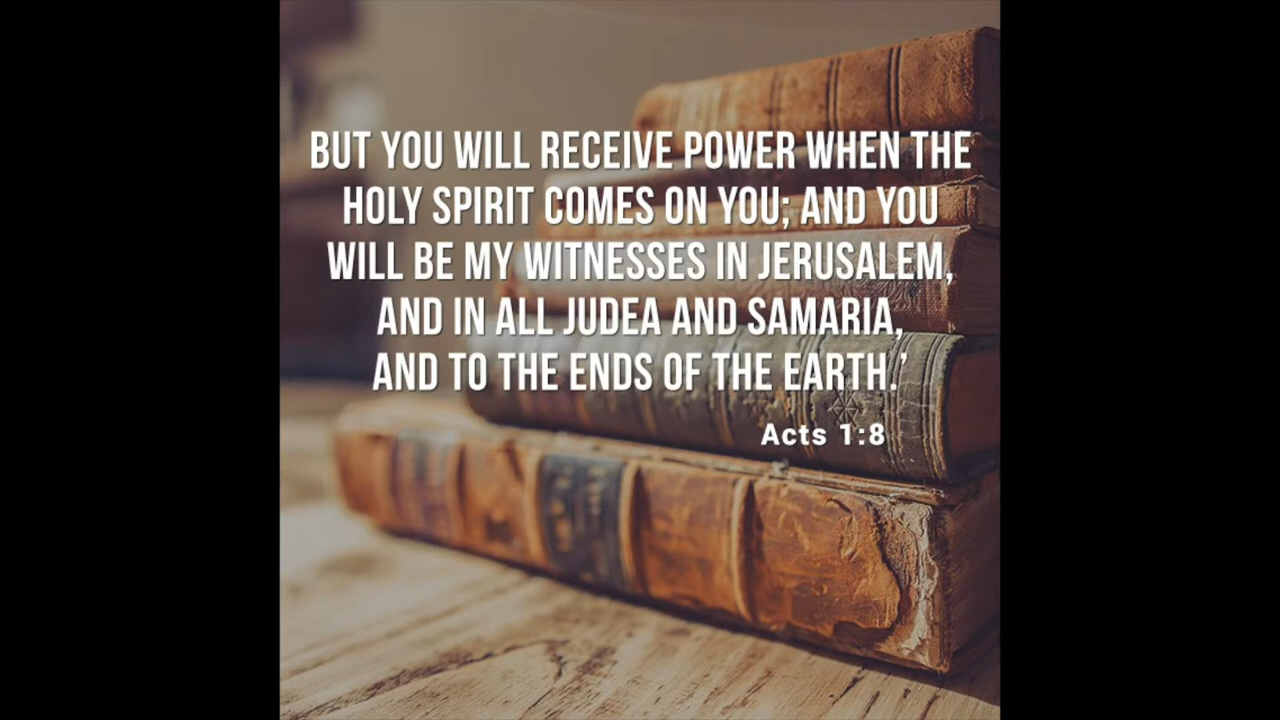 BUT YOU WILL RECEIVE POWER WHEN THE
HOLY SPIRIT COMES ON YOU; AND YOU
WILL BE MY WITNESSES IN JERUSALEM,
AND IN ALL JUDEA AND SAMARIA,
AND TO THE ENDS OF THE EARTH.’
Acts 1:8